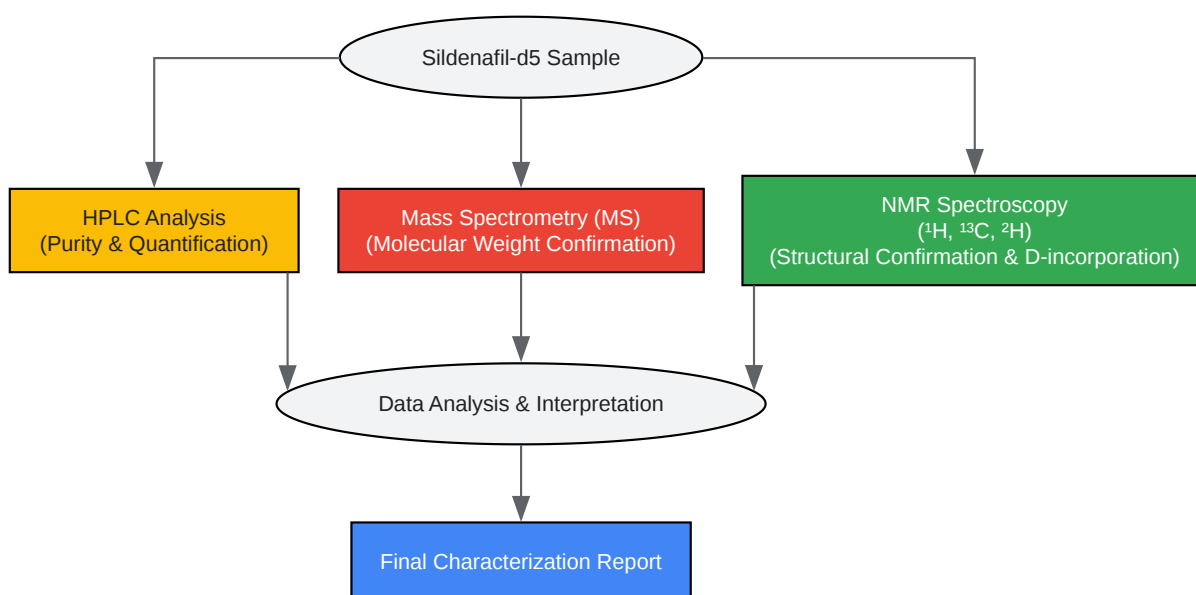 Sildenafil-d5 Sample
HPLC Analysis
(Purity & Quantification)
Mass Spectrometry (MS)
(Molecular Weight Confirmation)
NMR Spectroscopy
(¹H, ¹³C, ²H)
(Structural Confirmation & D-incorporation)
Data Analysis & Interpretation
Final Characterization Report